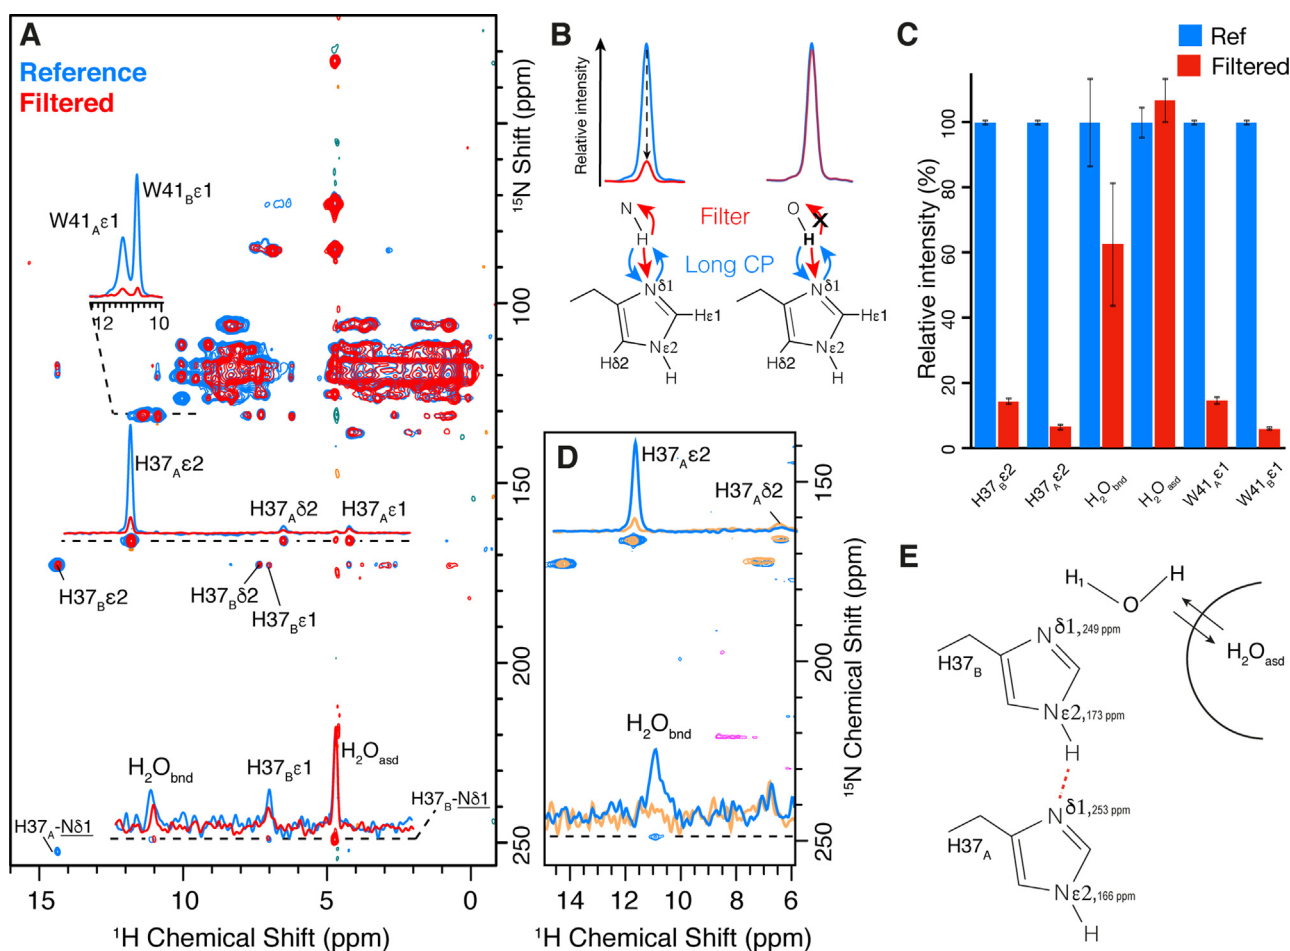 A
Reference
Filtered
W41Bε1
W41Aε1
12
10
H37Aε2
H37Aδ2
H37Aε1
H37Bε2
H37Bδ2
H37Bε1
H2Obnd
H37Bε1
H2Oasd
H37B-Nδ1
H37A-Nδ1
15
10
5
0
1H Chemical Shift (ppm)
15N Shift (ppm)
100
150
200
250
15N Chemical Shift (ppm)
B
Relative intensity
N
H
Filter
O
H
X
Long CP
Nδ1
Hε1
Nε2
Hδ2
H
Nδ1
Hε1
Nε2
Hδ2
H
C
Ref
Filtered
Relative intensity (%)
100
80
60
40
20
0
H37Bε2
H37Aε2
H2Obnd
H2Oasd
W41Aε1
W41Bε1
D
H37Aε2
H37Aδ2
H2Obnd
150
200
250
14
12
10
8
6
1H Chemical Shift (ppm)
E
H1
H
O
Nδ1, 249 ppm
H2Oasd
H37B
Nε2, 173 ppm
H
Nδ1, 253 ppm
H37A
Nε2, 166 ppm
H